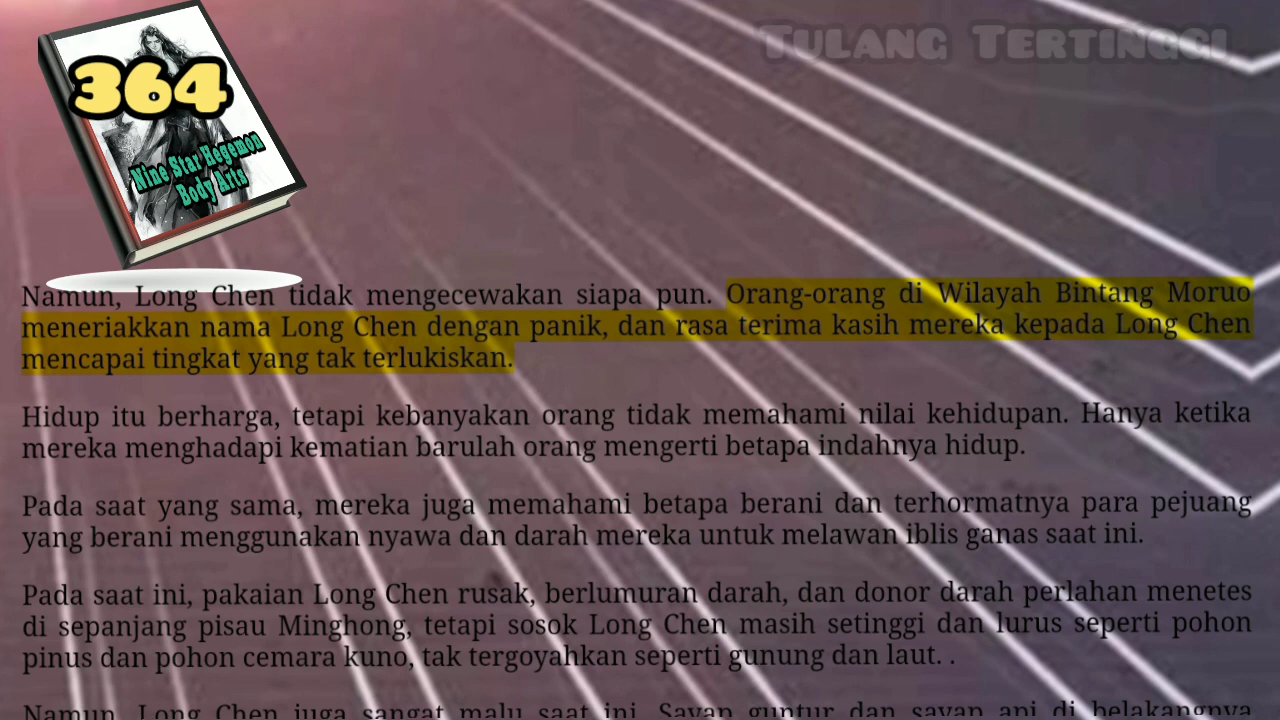 Tulang Tertinggi
364
Nine Star Hegemon
Body Arts
Namun, Long Chen tidak mengecewakan siapa pun. Orang-orang di Wilayah Bintang Moruo
meneriakkan nama Long Chen dengan panik, dan rasa terima kasih mereka kepada Long Chen
mencapai tingkat yang tak terlukiskan.
Hidup itu berharga, tetapi kebanyakan orang tidak memahami nilai kehidupan. Hanya ketika
mereka menghadapi kematian barulah orang mengerti betapa indahnya hidup.
Pada saat yang sama, mereka juga memahami betapa berani dan terhormatnya para pejuang
yang berani menggunakan nyawa dan darah mereka untuk melawan iblis ganas saat ini.
Pada saat ini, pakaian Long Chen rusak, berlumuran darah, dan donor darah perlahan menetes
di sepanjang pisau Minghong, tetapi sosok Long Chen masih setinggi dan lurus seperti pohon
pinus dan pohon cemara kuno, tak tergoyahkan seperti gunung dan laut. .
Namun, Long Chen juga sangat malu saat ini. Sayap guntur dan sayap api di belakangnya